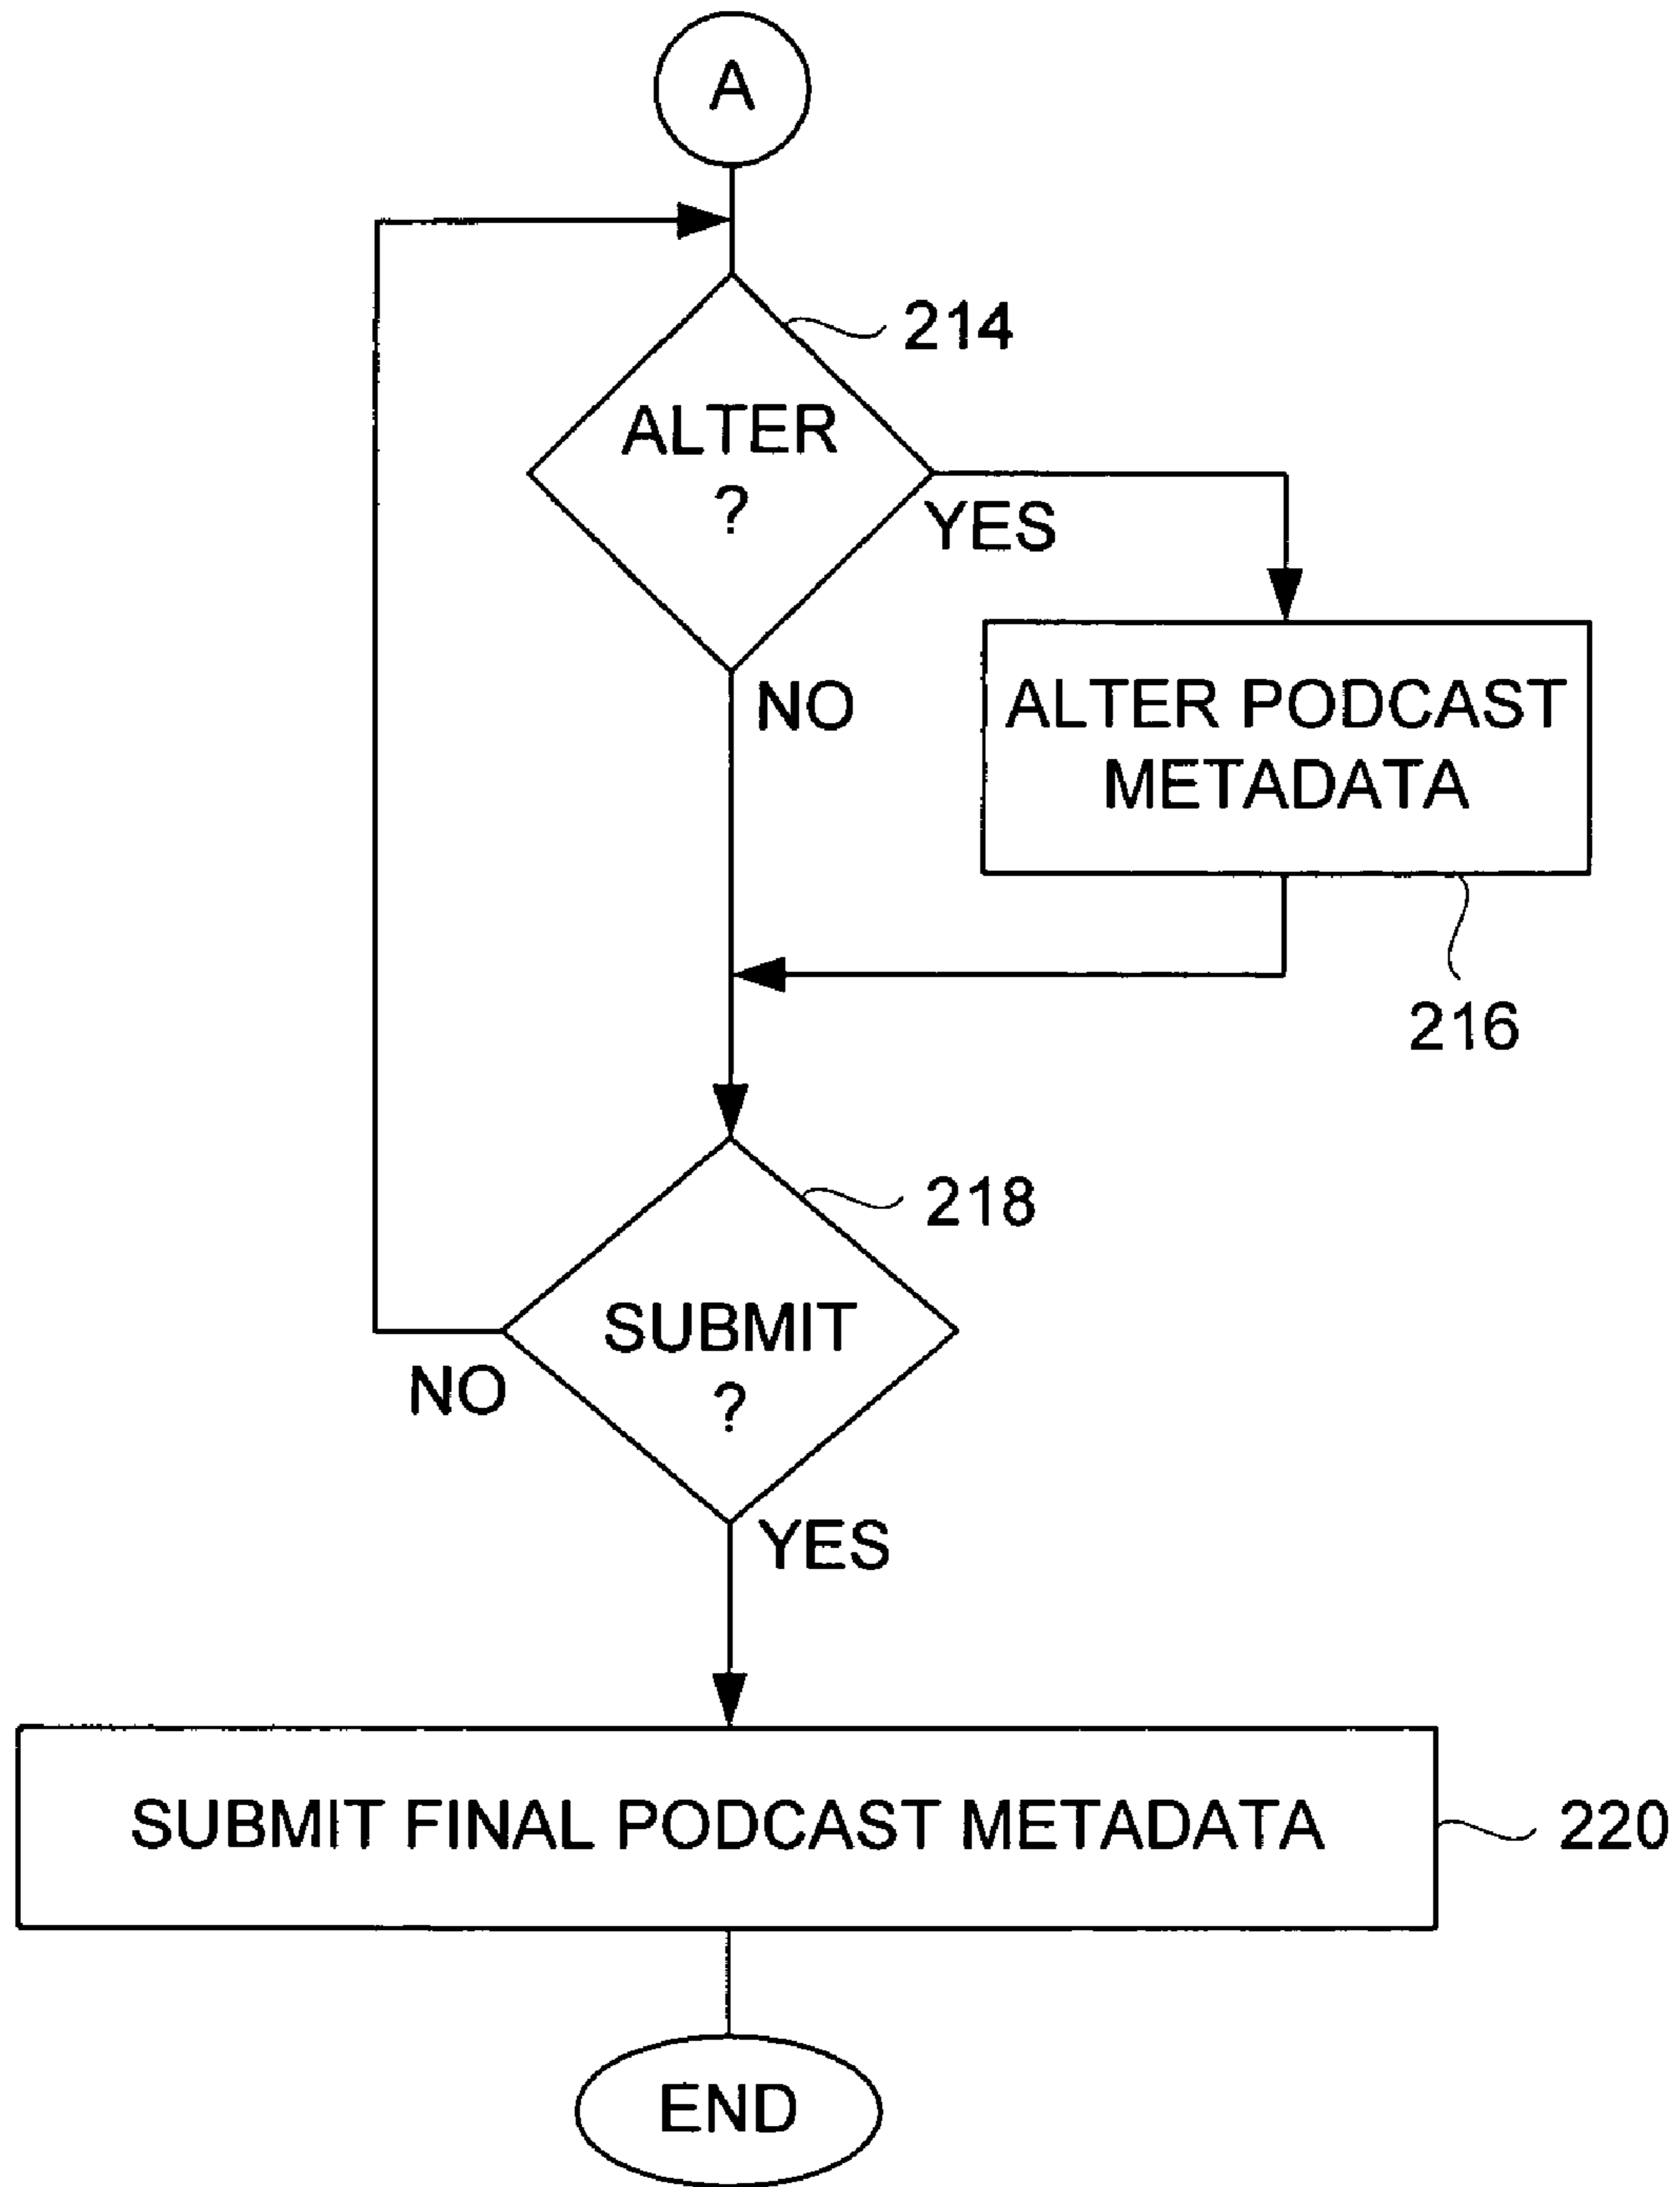 A
214
ALTER
?
YES
NO
ALTER PODCAST
METADATA
216
218
SUBMIT
?
NO
YES
SUBMIT FINAL PODCAST METADATA
220
END